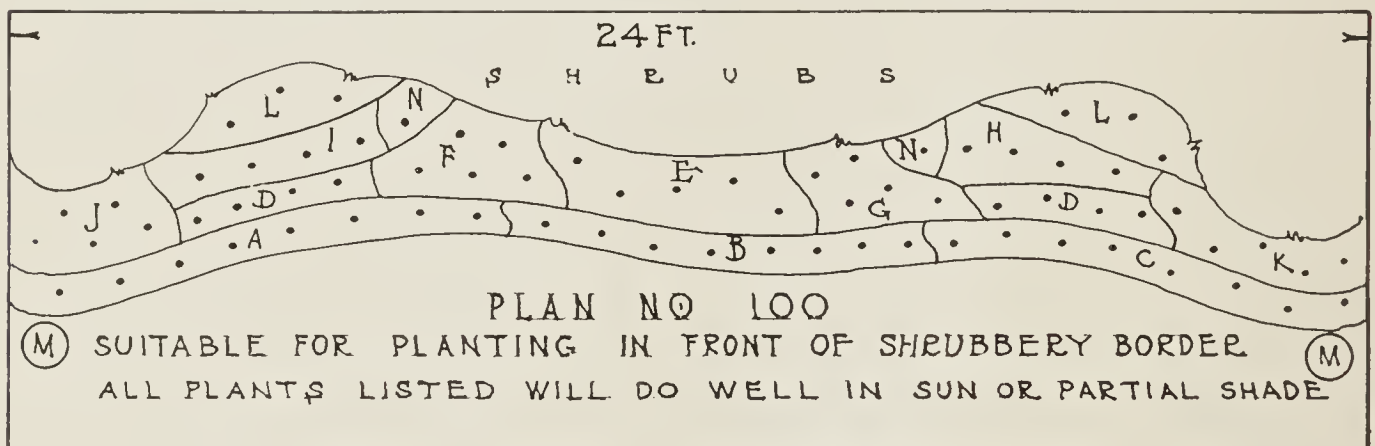 24 FT.
S H R U B S
L N L
I H
F E N
J D G D
A B C K
PLAN NO 100
M SUITABLE FOR PLANTING IN FRONT OF SHRUBBERY BORDER M
ALL PLANTS LISTED WILL DO WELL IN SUN OR PARTIAL SHADE